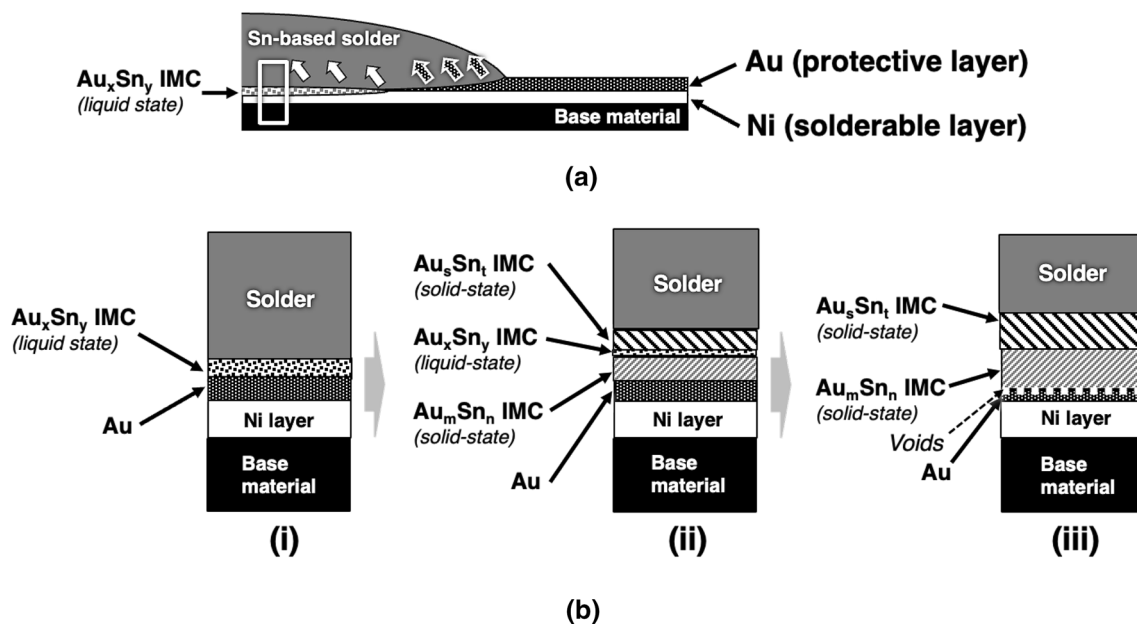 Sn-based solder
AuxSny IMC
(liquid state)
Au (protective layer)
Ni (solderable layer)
Base material
(a)
Solder
AuxSny IMC
(liquid state)
Au
Ni layer
Base
material
(i)
AusSnt IMC
(solid-state)
AuxSny IMC
(liquid-state)
AumSnn IMC
(solid-state)
Au
Solder
Ni layer
Base
material
(ii)
AusSnt IMC
(solid-state)
AumSnn IMC
(solid-state)
Voids
Au
Solder
Ni layer
Base
material
(iii)
(b)